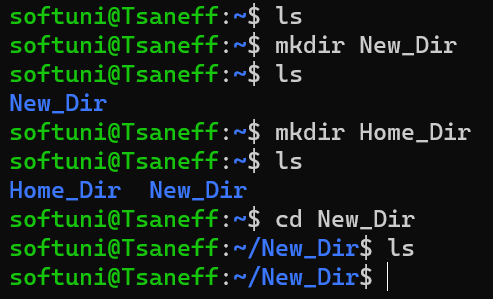 softuni@Tsaneff:~$ ls
softuni@Tsaneff:~$ mkdir New_Dir
softuni@Tsaneff:~$ ls
New_Dir
softuni@Tsaneff:~$ mkdir Home_Dir
softuni@Tsaneff:~$ ls
Home_Dir  New_Dir
softuni@Tsaneff:~$ cd New_Dir
softuni@Tsaneff:~/New_Dir$ ls
softuni@Tsaneff:~/New_Dir$